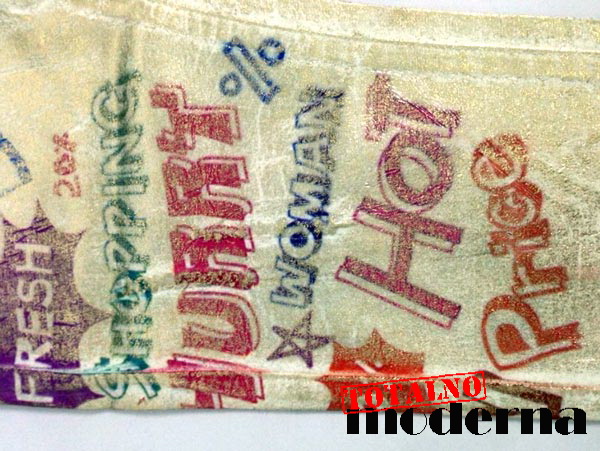 FRESH
20%
SHOPPING
HURRY
%
WOMAN
HOT
Price
TOTALNO
moderna